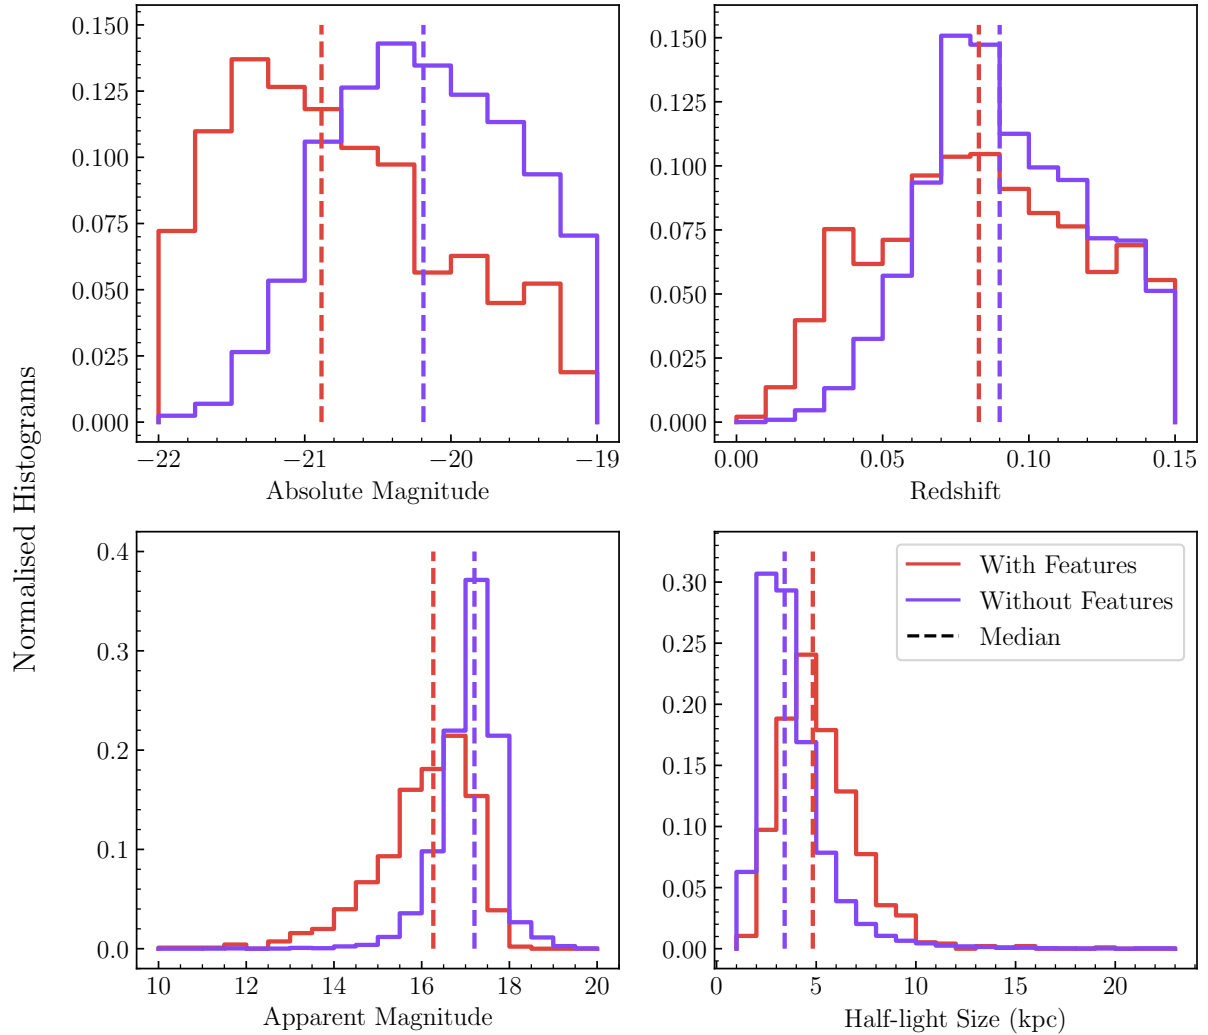 Normalised Histograms
0.150
0.125
0.100
0.075
0.050
0.025
0.000
−22 −21 −20 −19
Absolute Magnitude
0.150
0.125
0.100
0.075
0.050
0.025
0.000
0.00 0.05 0.10 0.15
Redshift
0.4
0.3
0.2
0.1
0.0
10 12 14 16 18 20
Apparent Magnitude
0.30
0.25
0.20
0.15
0.10
0.05
0.00
0 5 10 15 20
Half-light Size (kpc)
With Features
Without Features
Median